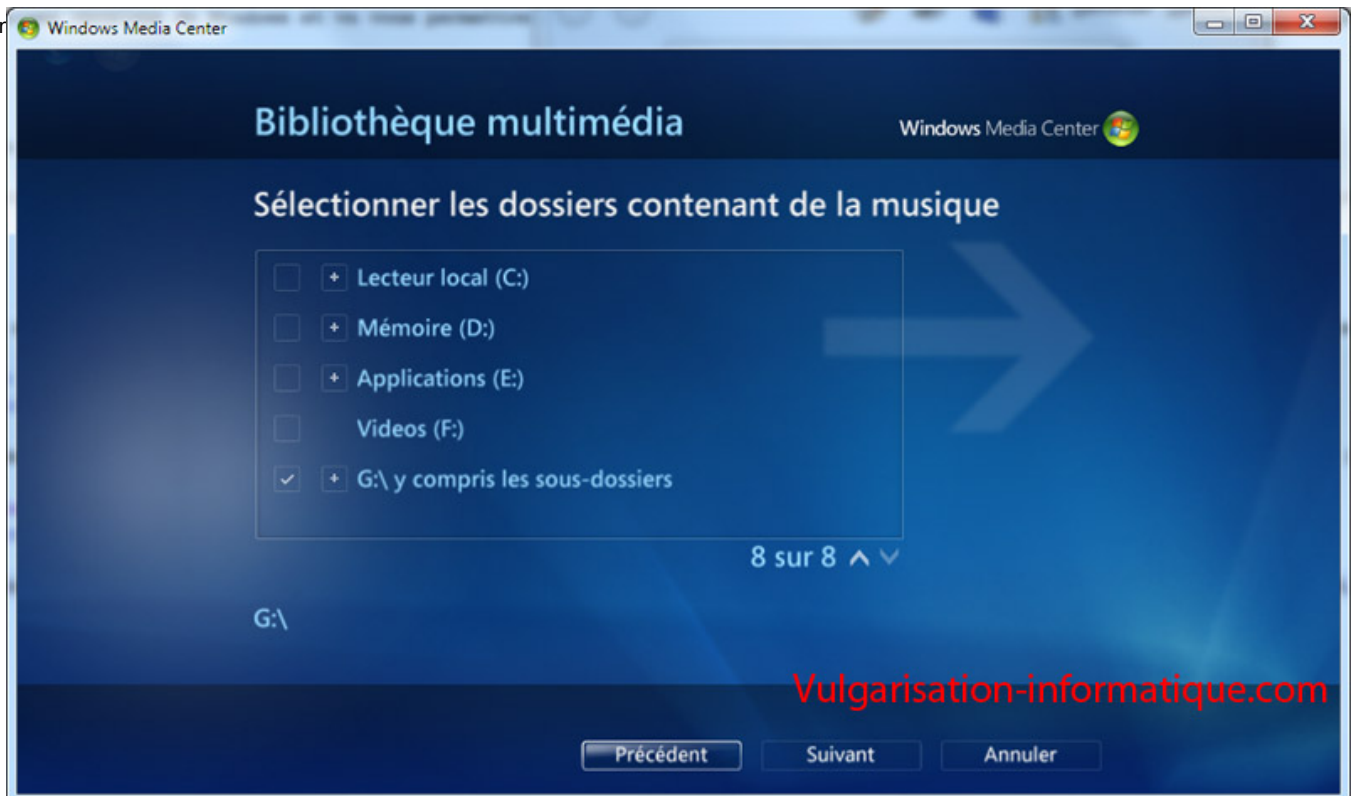 Windows Media Center
Bibliothèque multimédia
Windows Media Center
Sélectionner les dossiers contenant de la musique
+ Lecteur local (C:)
+ Mémoire (D:)
+ Applications (E:)
Videos (F:)
+ G:\ y compris les sous-dossiers
8 sur 8
G:\
Vulgarisation-informatique.com
Précédent Suivant Annuler